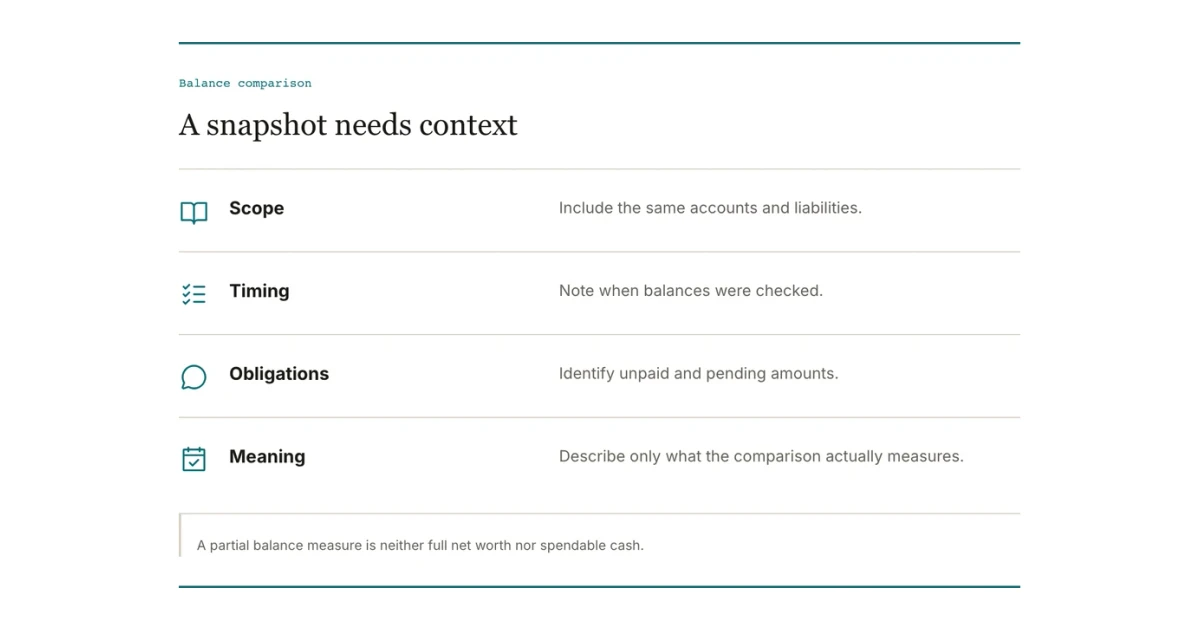 Balance comparison
A snapshot needs context
Scope
Include the same accounts and liabilities.
Timing
Note when balances were checked.
Obligations
Identify unpaid and pending amounts.
Meaning
Describe only what the comparison actually measures.
A partial balance measure is neither full net worth nor spendable cash.